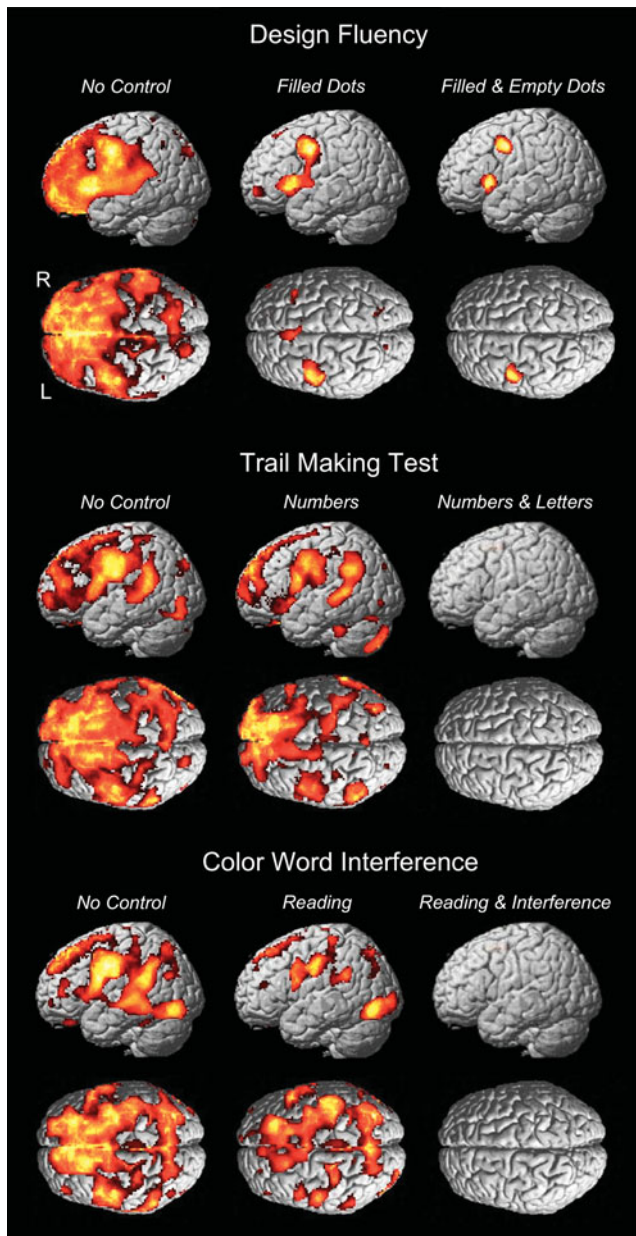 Design Fluency
No Control Filled Dots Filled & Empty Dots
R
L
Trail Making Test
No Control Numbers Numbers & Letters
Color Word Interference
No Control Reading Reading & Interference